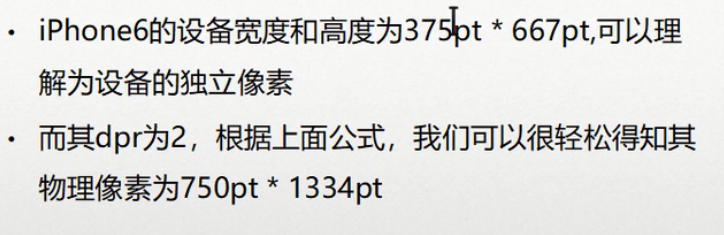 • iPhone6的设备宽度和高度为375pt * 667pt,可以理
解为设备的独立像素
• 而其dpr为2，根据上面公式，我们可以很轻松得知其
物理像素为750pt * 1334pt